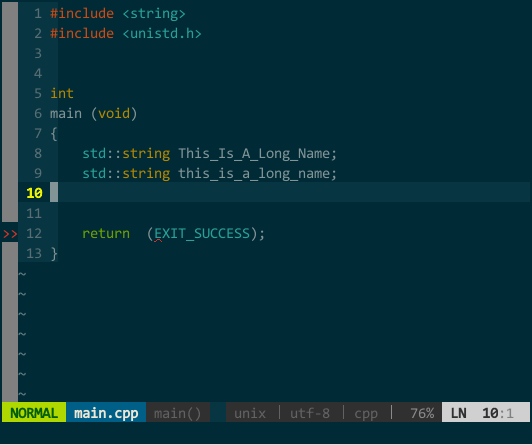 1 #include <string>
2 #include <unistd.h>
3
4
5 int
6 main (void)
7 {
8     std::string This_Is_A_Long_Name;
9     std::string this_is_a_long_name;
10
11
>> 12     return  (EXIT_SUCCESS);
13 }
~
~
~
~
~
~
~
NORMAL main.cpp main() unix | utf-8 | cpp | 76% LN 10:1